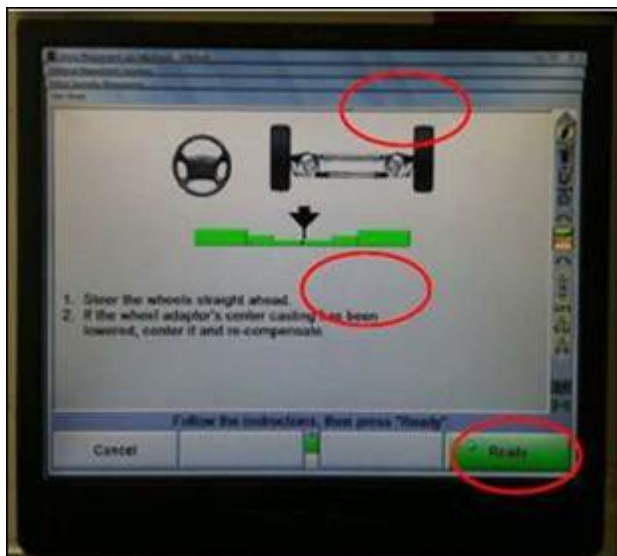 1. Steer the wheels straight ahead.
2. If the wheel adaptor's center casting has been
lowered, center it and re-compensate.
Follow the instructions, then press "Ready".
Cancel
Ready